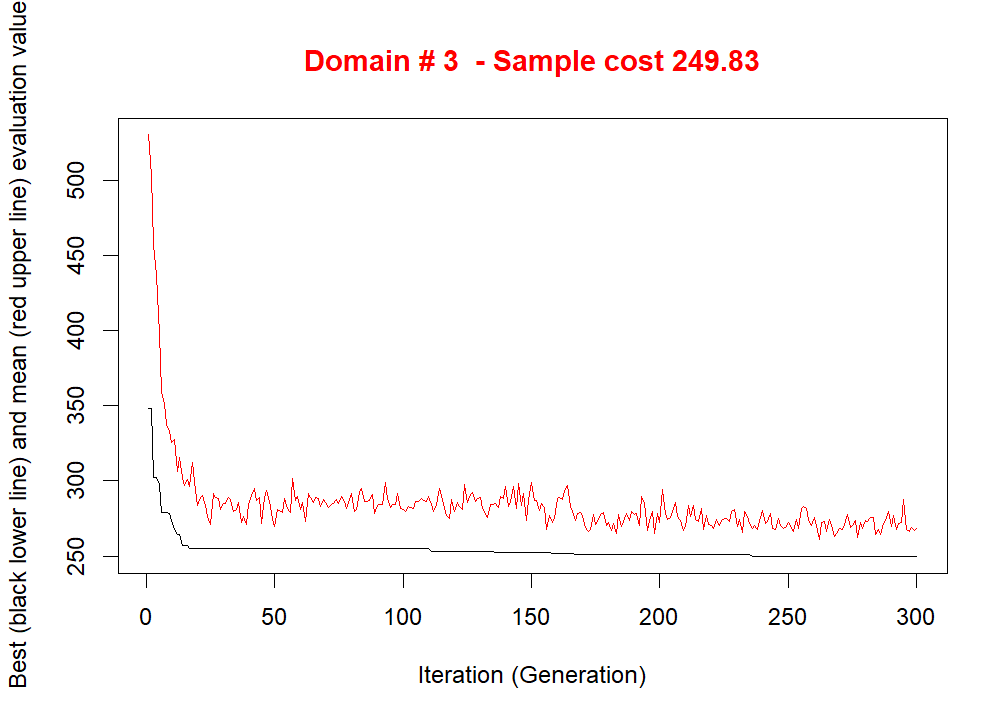 Domain # 3  - Sample cost 249.83
Best (black lower line) and mean (red upper line) evaluation value
500
450
400
350
300
250
0 50 100 150 200 250 300
Iteration (Generation)